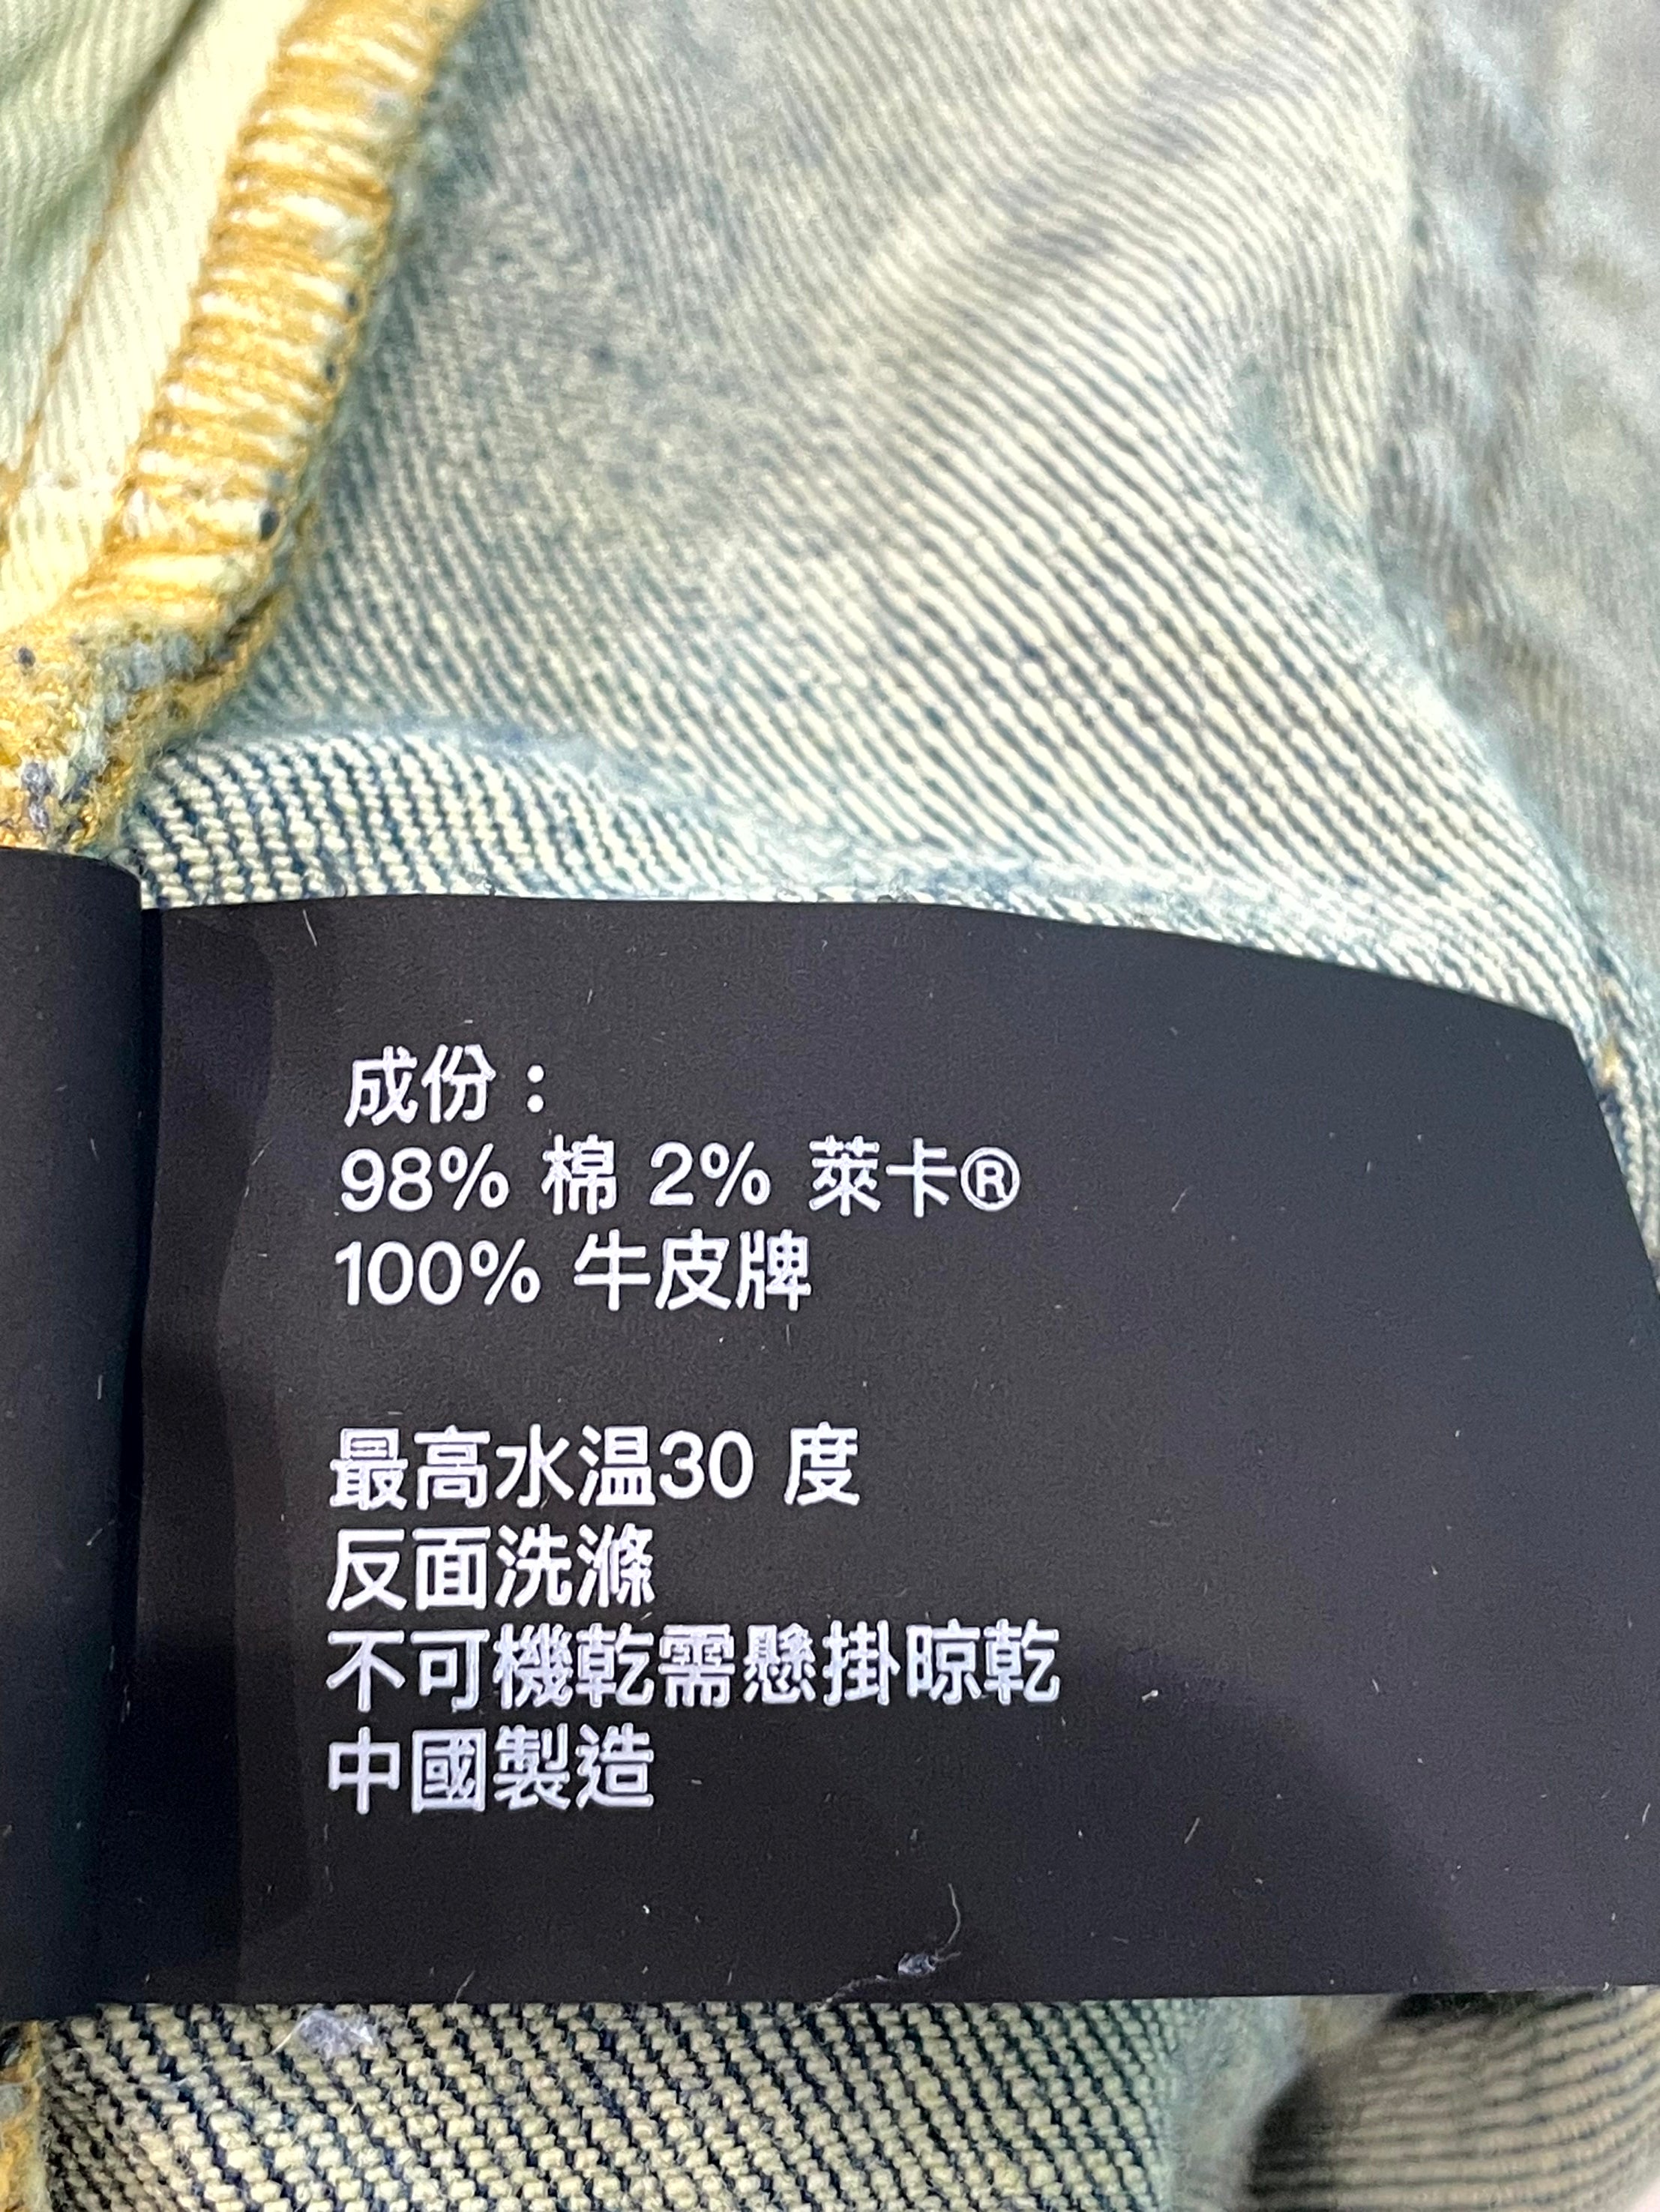 成份：
98% 棉 2% 萊卡®
100% 牛皮牌
最高水温30 度
反面洗滌
不可機乾需懸掛晾乾
中國製造